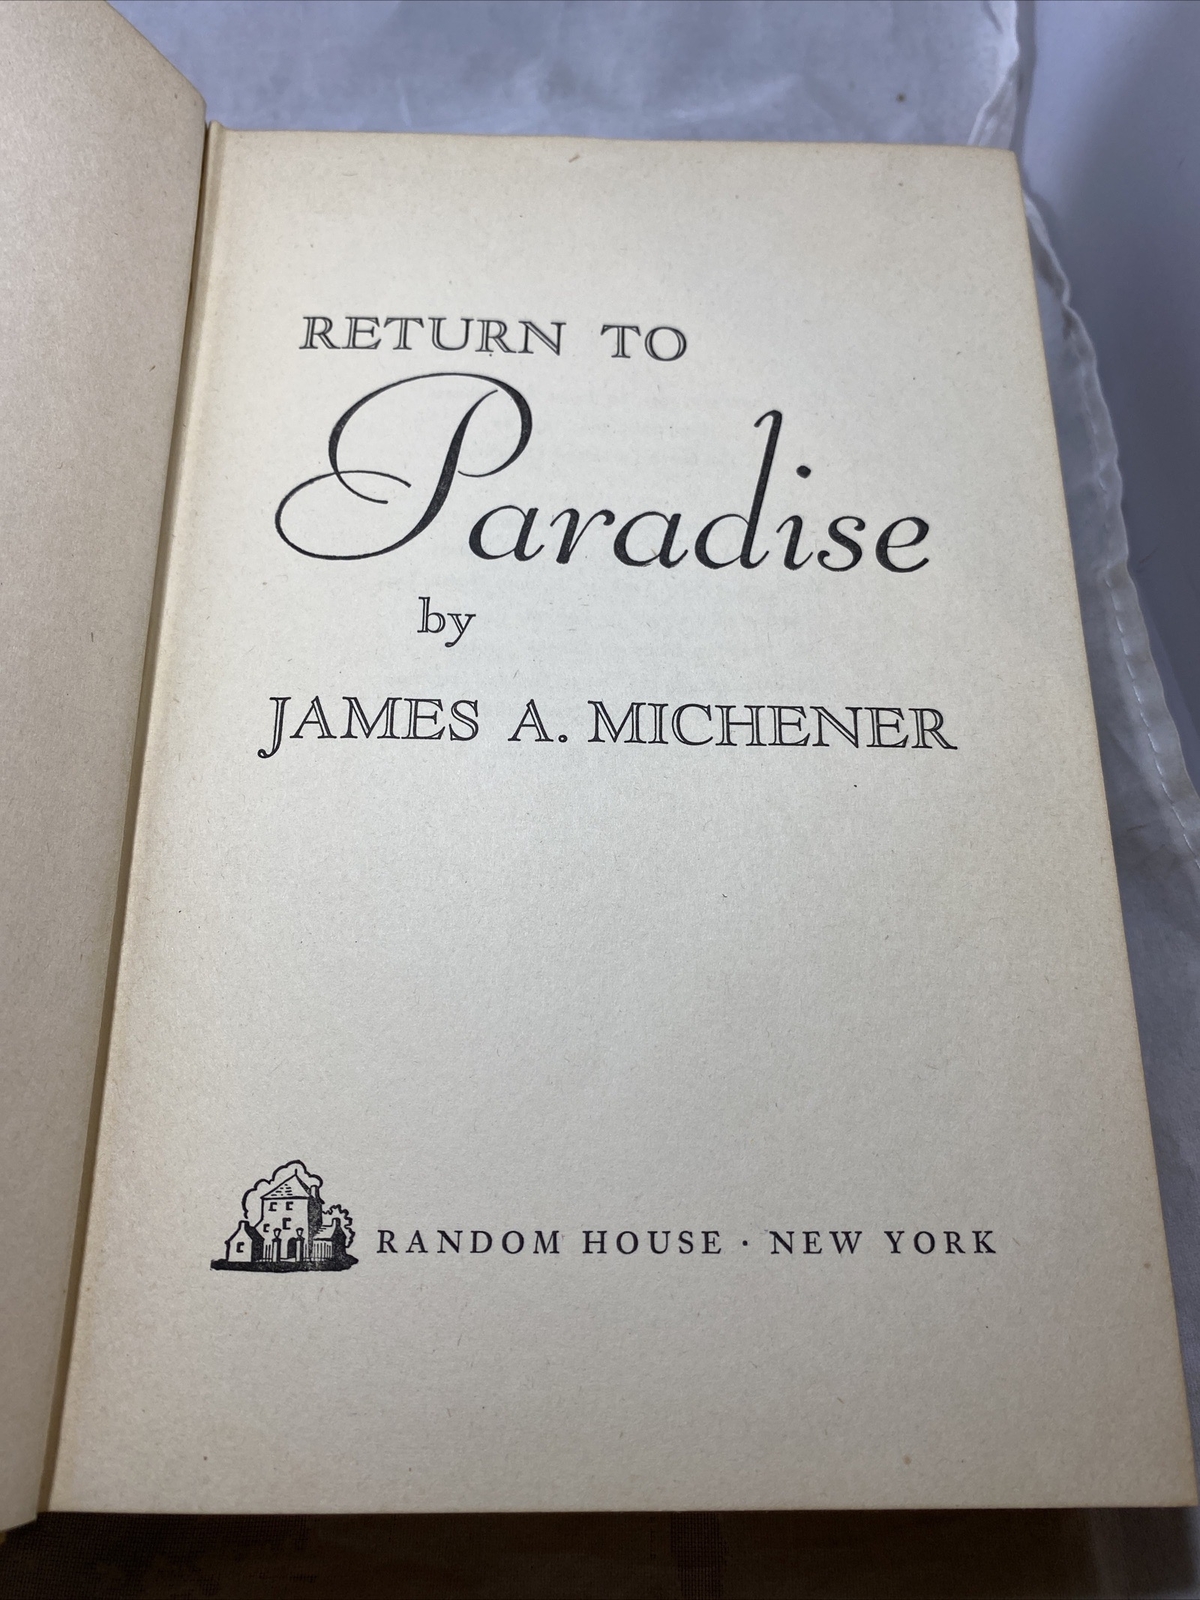 RETURN TO
Paradise
by
JAMES A. MICHENER
RANDOM HOUSE · NEW YORK